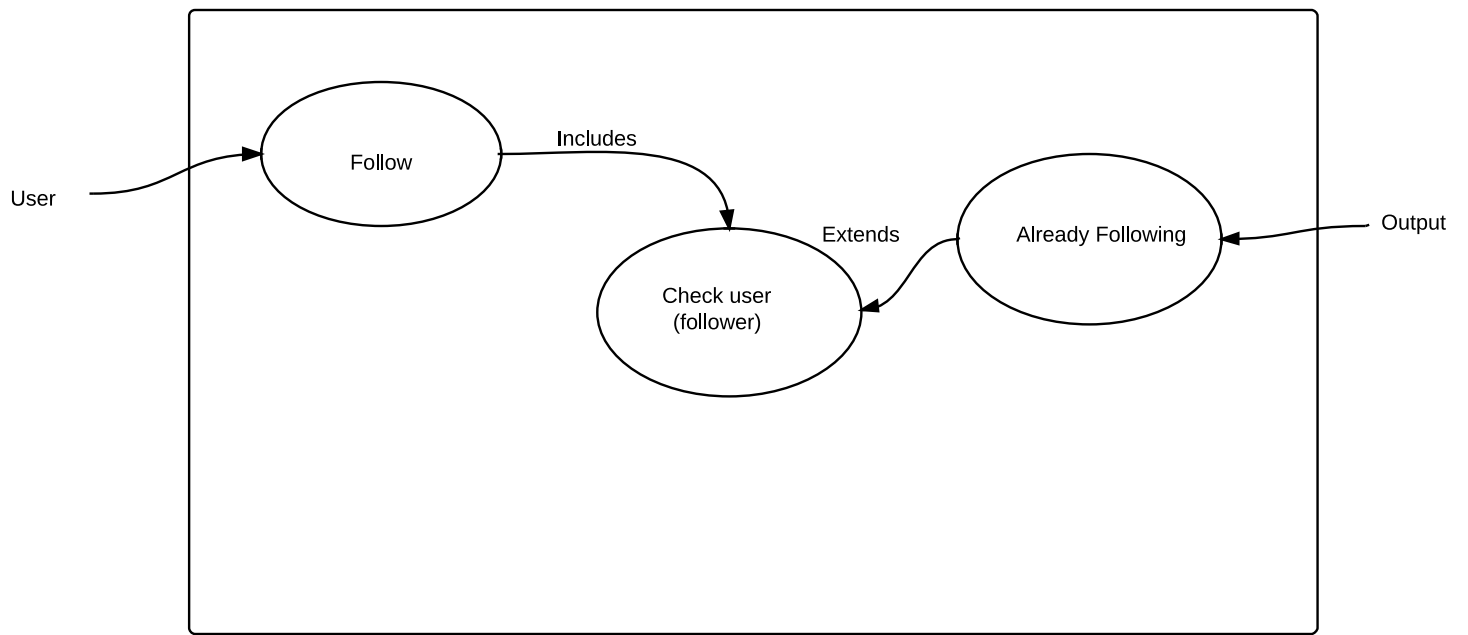 User
Follow
Includes
Check user
(follower)
Extends
Already Following
Output